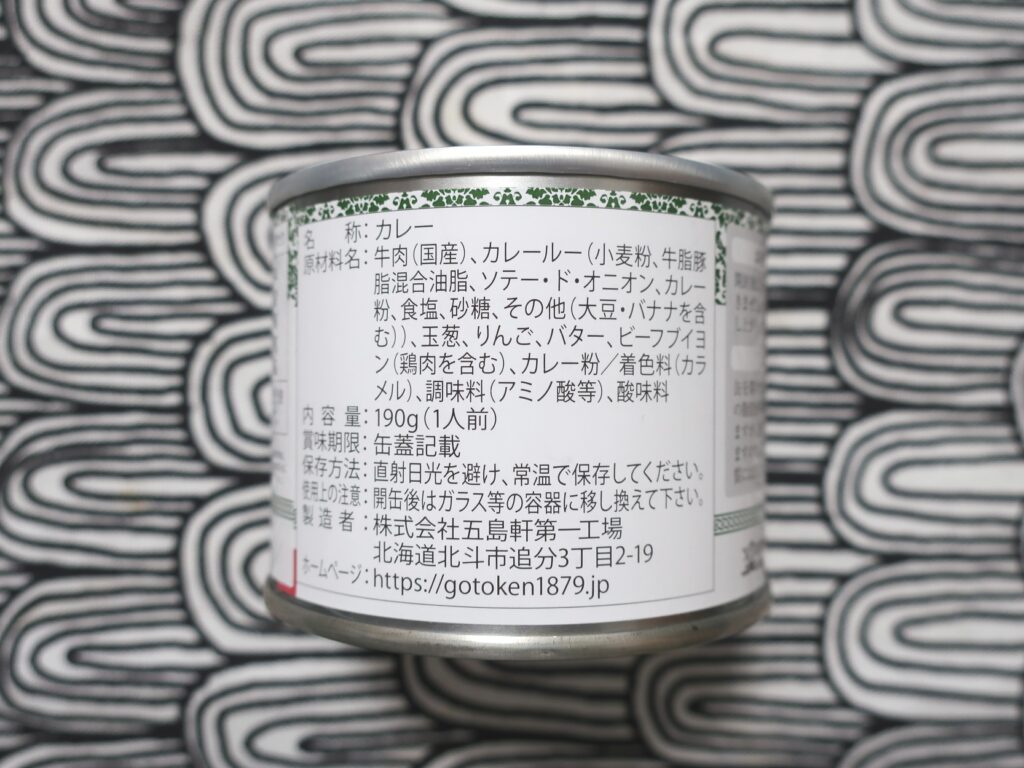 名称：カレー
原材料名：牛肉（国産）、カレールー（小麦粉、牛脂豚
脂混合油脂、ソテー・ド・オニオン、カレー
粉、食塩、砂糖、その他（大豆・バナナを含
む））、玉葱、りんご、バター、ビーフブイヨ
ン（鶏肉を含む）、カレー粉／着色料（カラ
メル）、調味料（アミノ酸等）、酸味料
内容量：190g（1人前）
賞味期限：缶蓋記載
保存方法：直射日光を避け、常温で保存してください。
使用上の注意：開缶後はガラス等の容器に移し換えて下さい。
製造者：株式会社五島軒第一工場
北海道北斗市追分3丁目2-19
ホームページ：https://gotoken1879.jp